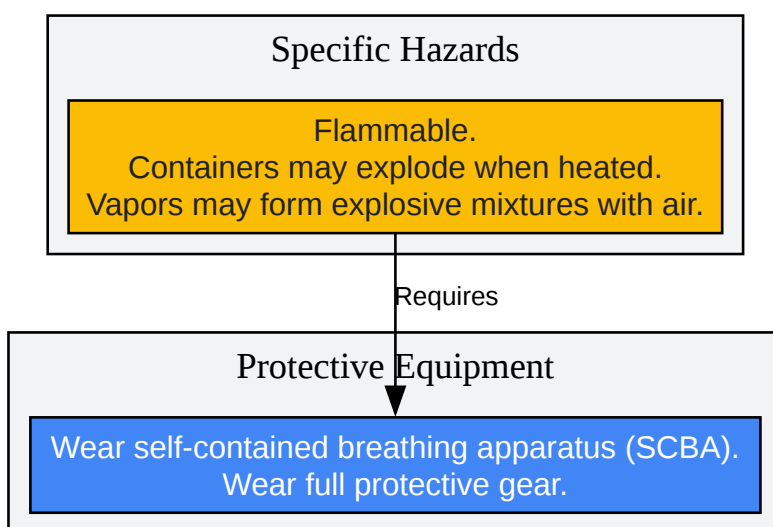 Specific Hazards
Flammable.
Containers may explode when heated.
Vapors may form explosive mixtures with air.
Requires
Protective Equipment
Wear self-contained breathing apparatus (SCBA).
Wear full protective gear.